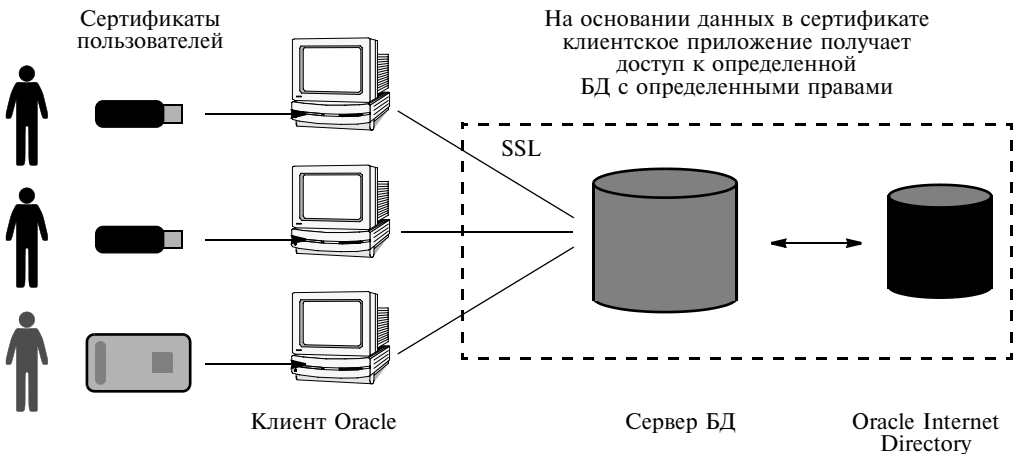 Сертификаты
пользователей
На основании данных в сертификате
клиентское приложение получает
доступ к определенной
БД с определенными правами
SSL
Клиент Oracle
Сервер БД
Oracle Internet
Directory